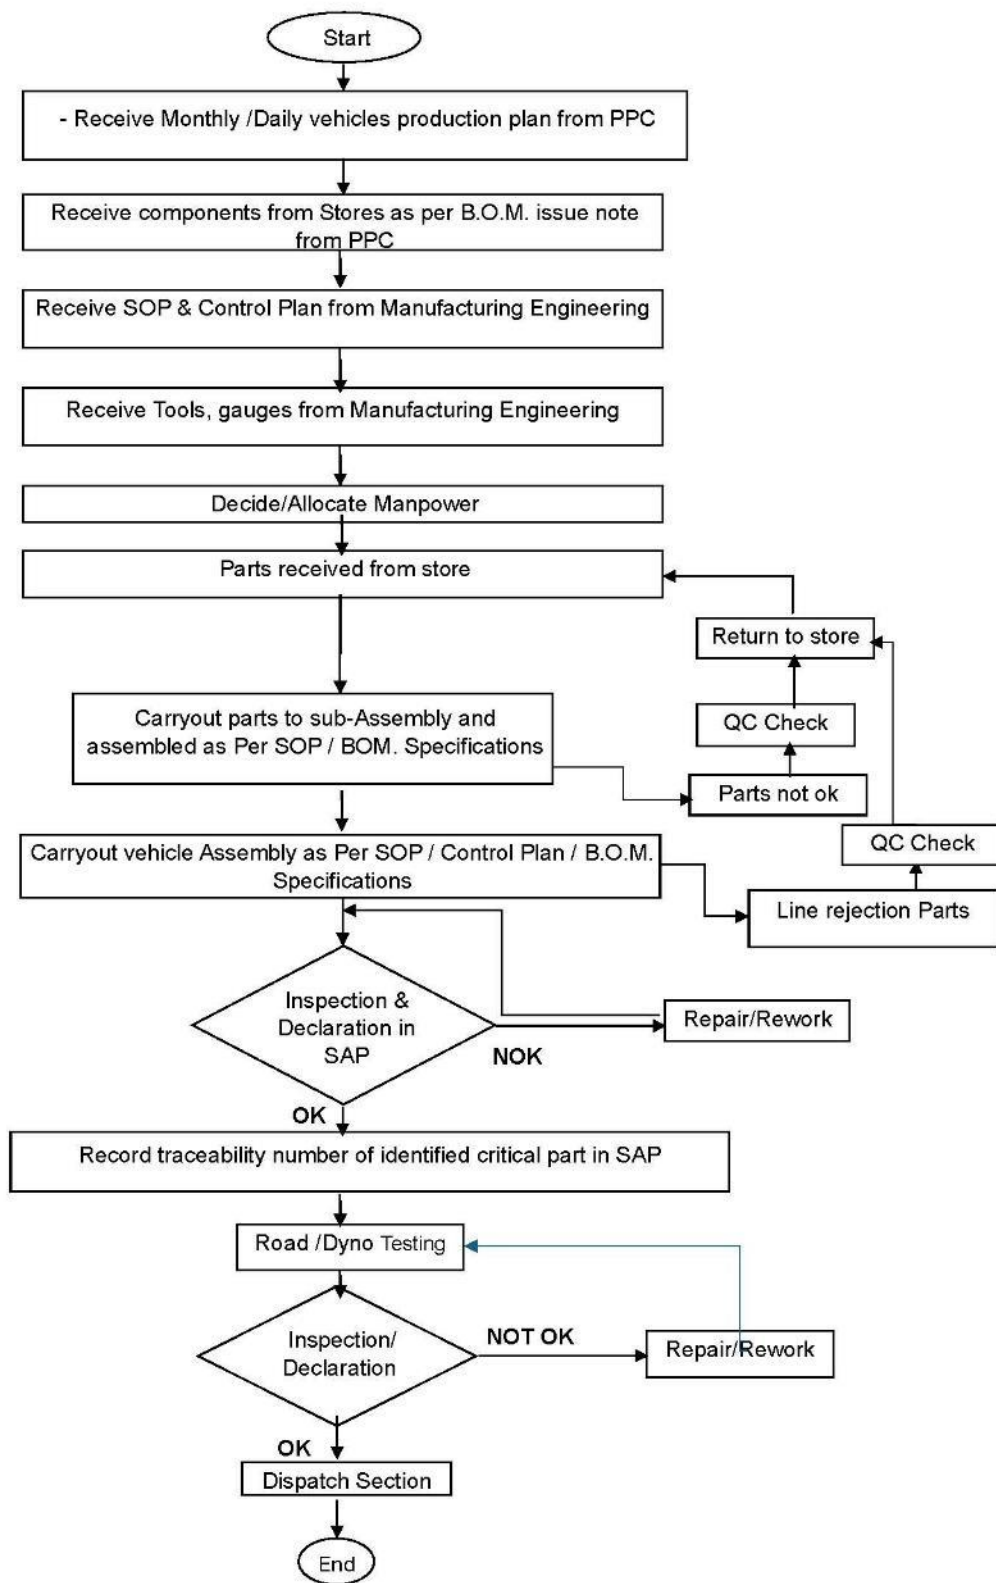 Start
- Receive Monthly /Daily vehicles production plan from PPC
Receive components from Stores as per B.O.M. issue note
from PPC
Receive SOP & Control Plan from Manufacturing Engineering
Receive Tools, gauges from Manufacturing Engineering
Decide/Allocate Manpower
Parts received from store
Return to store
QC Check
Carryout parts to sub-Assembly and
assembled as Per SOP / BOM. Specifications
Parts not ok
QC Check
Carryout vehicle Assembly as Per SOP / Control Plan / B.O.M.
Specifications
Line rejection Parts
Inspection &
Declaration in
SAP
NOK
Repair/Rework
OK
Record traceability number of identified critical part in SAP
Road /Dyno Testing
Inspection/
Declaration
NOT OK
Repair/Rework
OK
Dispatch Section
End